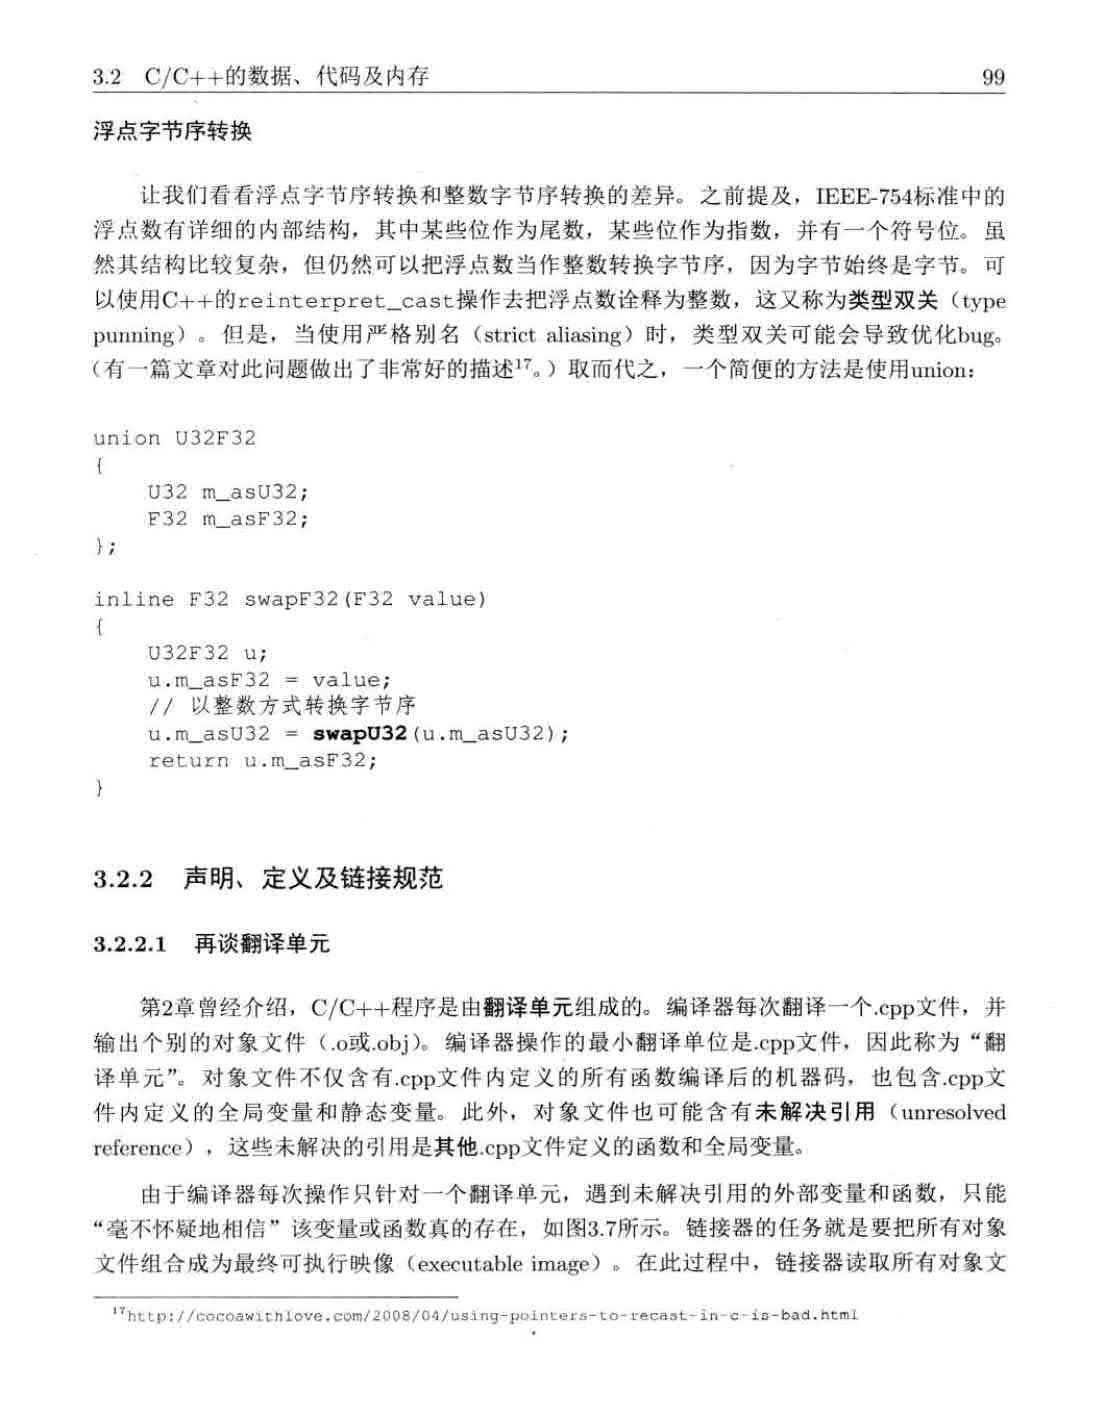 3.2 C/C++的数据、代码及内存 99
浮点字节序转换
让我们看看浮点字节序转换和整数字节序转换的差异。之前提及，IEEE-754标准中的
浮点数有详细的内部结构，其中某些位作为尾数，某些位作为指数，并有一个符号位。虽
然其结构比较复杂，但仍然可以把浮点数当作整数转换字节序，因为字节始终是字节。可
以使用C++的reinterpret_cast操作去把浮点数诠释为整数，这又称为类型双关（type
punning）。但是，当使用严格别名（strict aliasing）时，类型双关可能会导致优化bug。
（有一篇文章对此问题做出了非常好的描述17。）取而代之，一个简便的方法是使用union：
union U32F32
{
    U32 m_asU32;
    F32 m_asF32;
};
inline F32 swapF32(F32 value)
{
    U32F32 u;
    u.m_asF32 = value;
    // 以整数方式转换字节序
    u.m_asU32 = swapU32(u.m_asU32);
    return u.m_asF32;
}
3.2.2 声明、定义及链接规范
3.2.2.1 再谈翻译单元
第2章曾经介绍，C/C++程序是由翻译单元组成的。编译器每次翻译一个.cpp文件，并
输出个别的对象文件（.o或.obj）。编译器操作的最小翻译单位是.cpp文件，因此称为“翻
译单元”。对象文件不仅含有.cpp文件内定义的所有函数编译后的机器码，也包含.cpp文
件内定义的全局变量和静态变量。此外，对象文件也可能含有未解决引用（unresolved
reference），这些未解决的引用是其他.cpp文件定义的函数和全局变量。
由于编译器每次操作只针对一个翻译单元，遇到未解决引用的外部变量和函数，只能
“毫不怀疑地相信”该变量或函数真的存在，如图3.7所示。链接器的任务就是要把所有对象
文件组合成为最终可执行映像（executable image）。在此过程中，链接器读取所有对象文
17http://cocoawithlove.com/2008/04/using-pointers-to-recast-in-c-is-bad.html